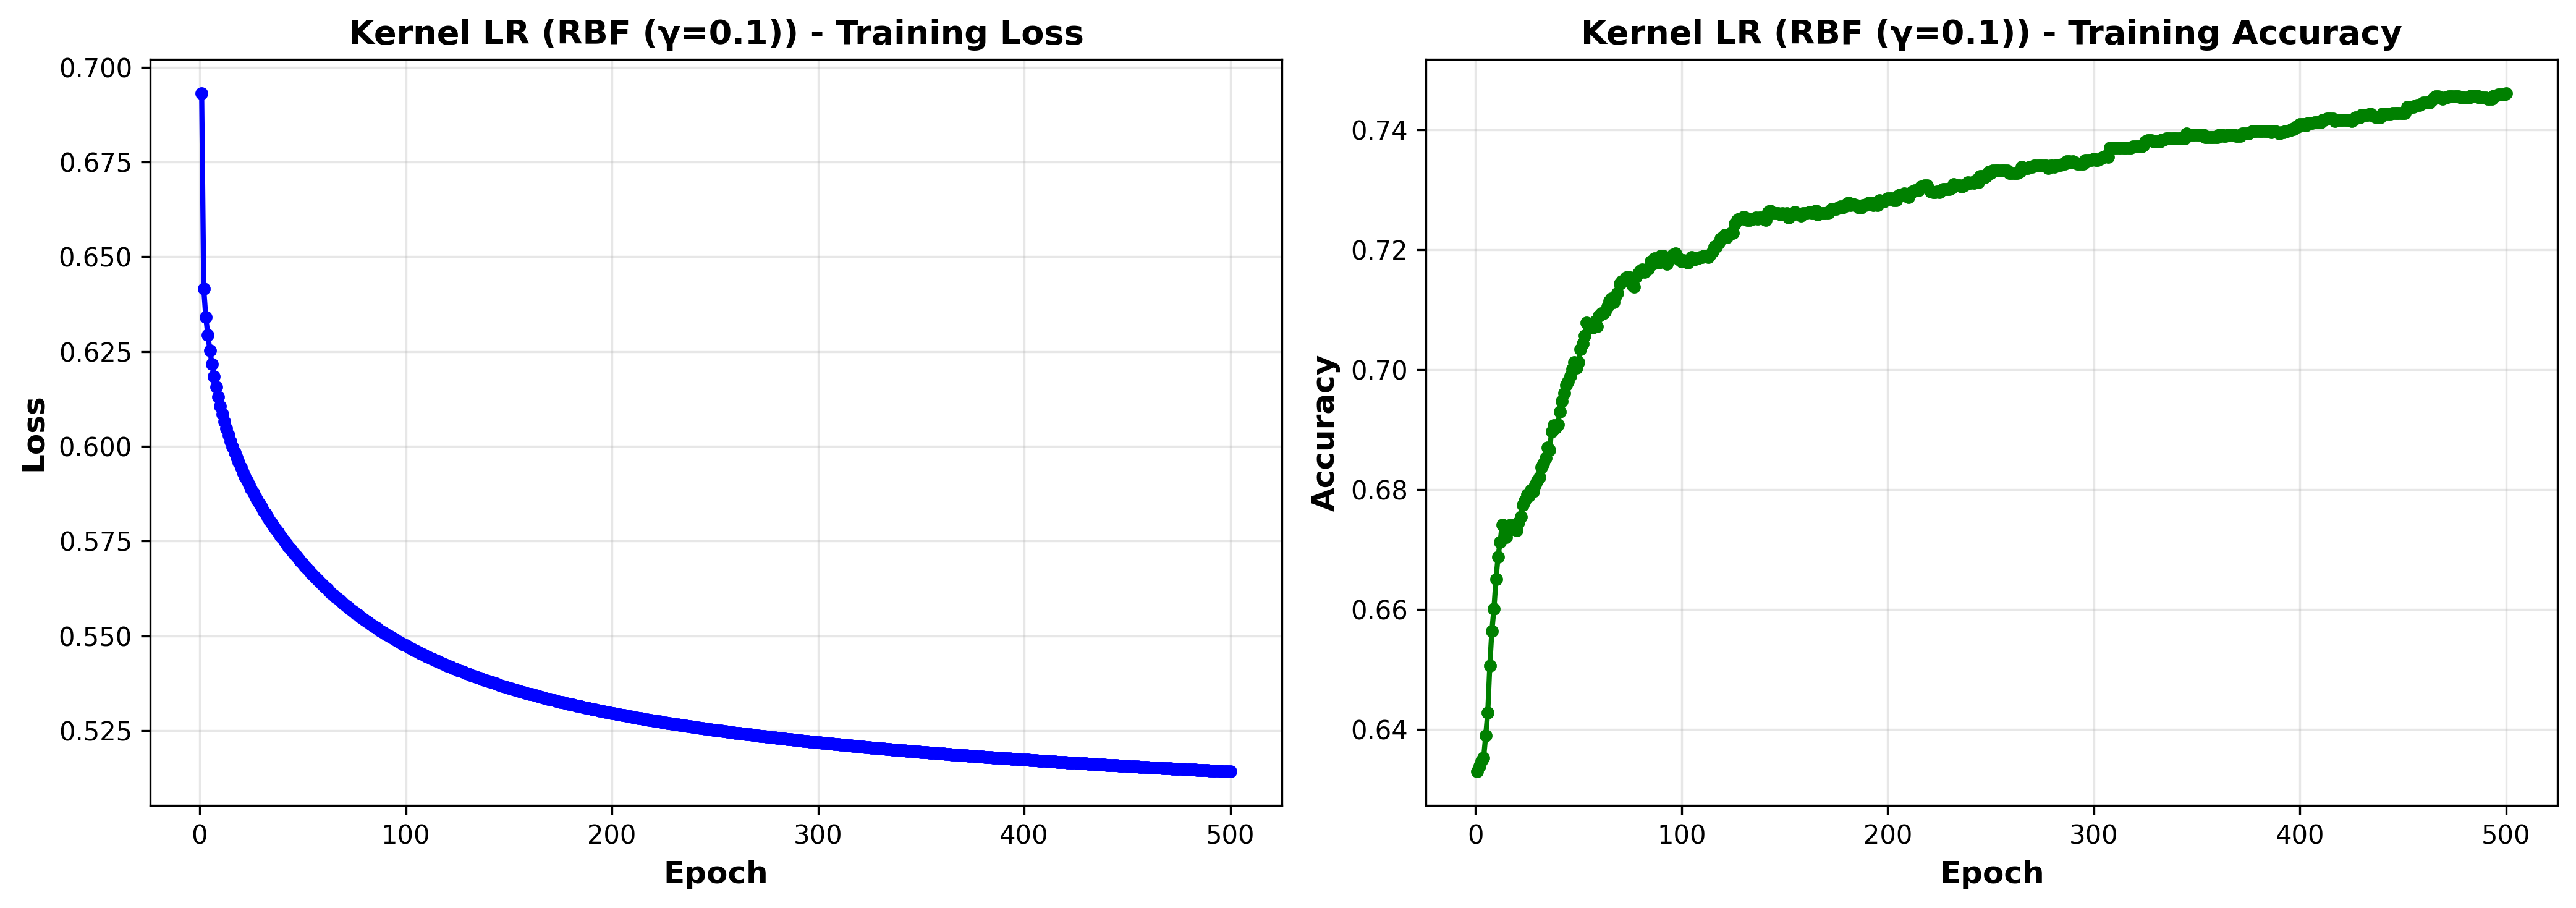 Kernel LR (RBF (γ=0.1)) - Training Loss
0.700
0.675
0.650
0.625
0.600
0.575
0.550
0.525
Loss
0 100 200 300 400 500
Epoch
Kernel LR (RBF (γ=0.1)) - Training Accuracy
0.74
0.72
0.70
0.68
0.66
0.64
Accuracy
0 100 200 300 400 500
Epoch